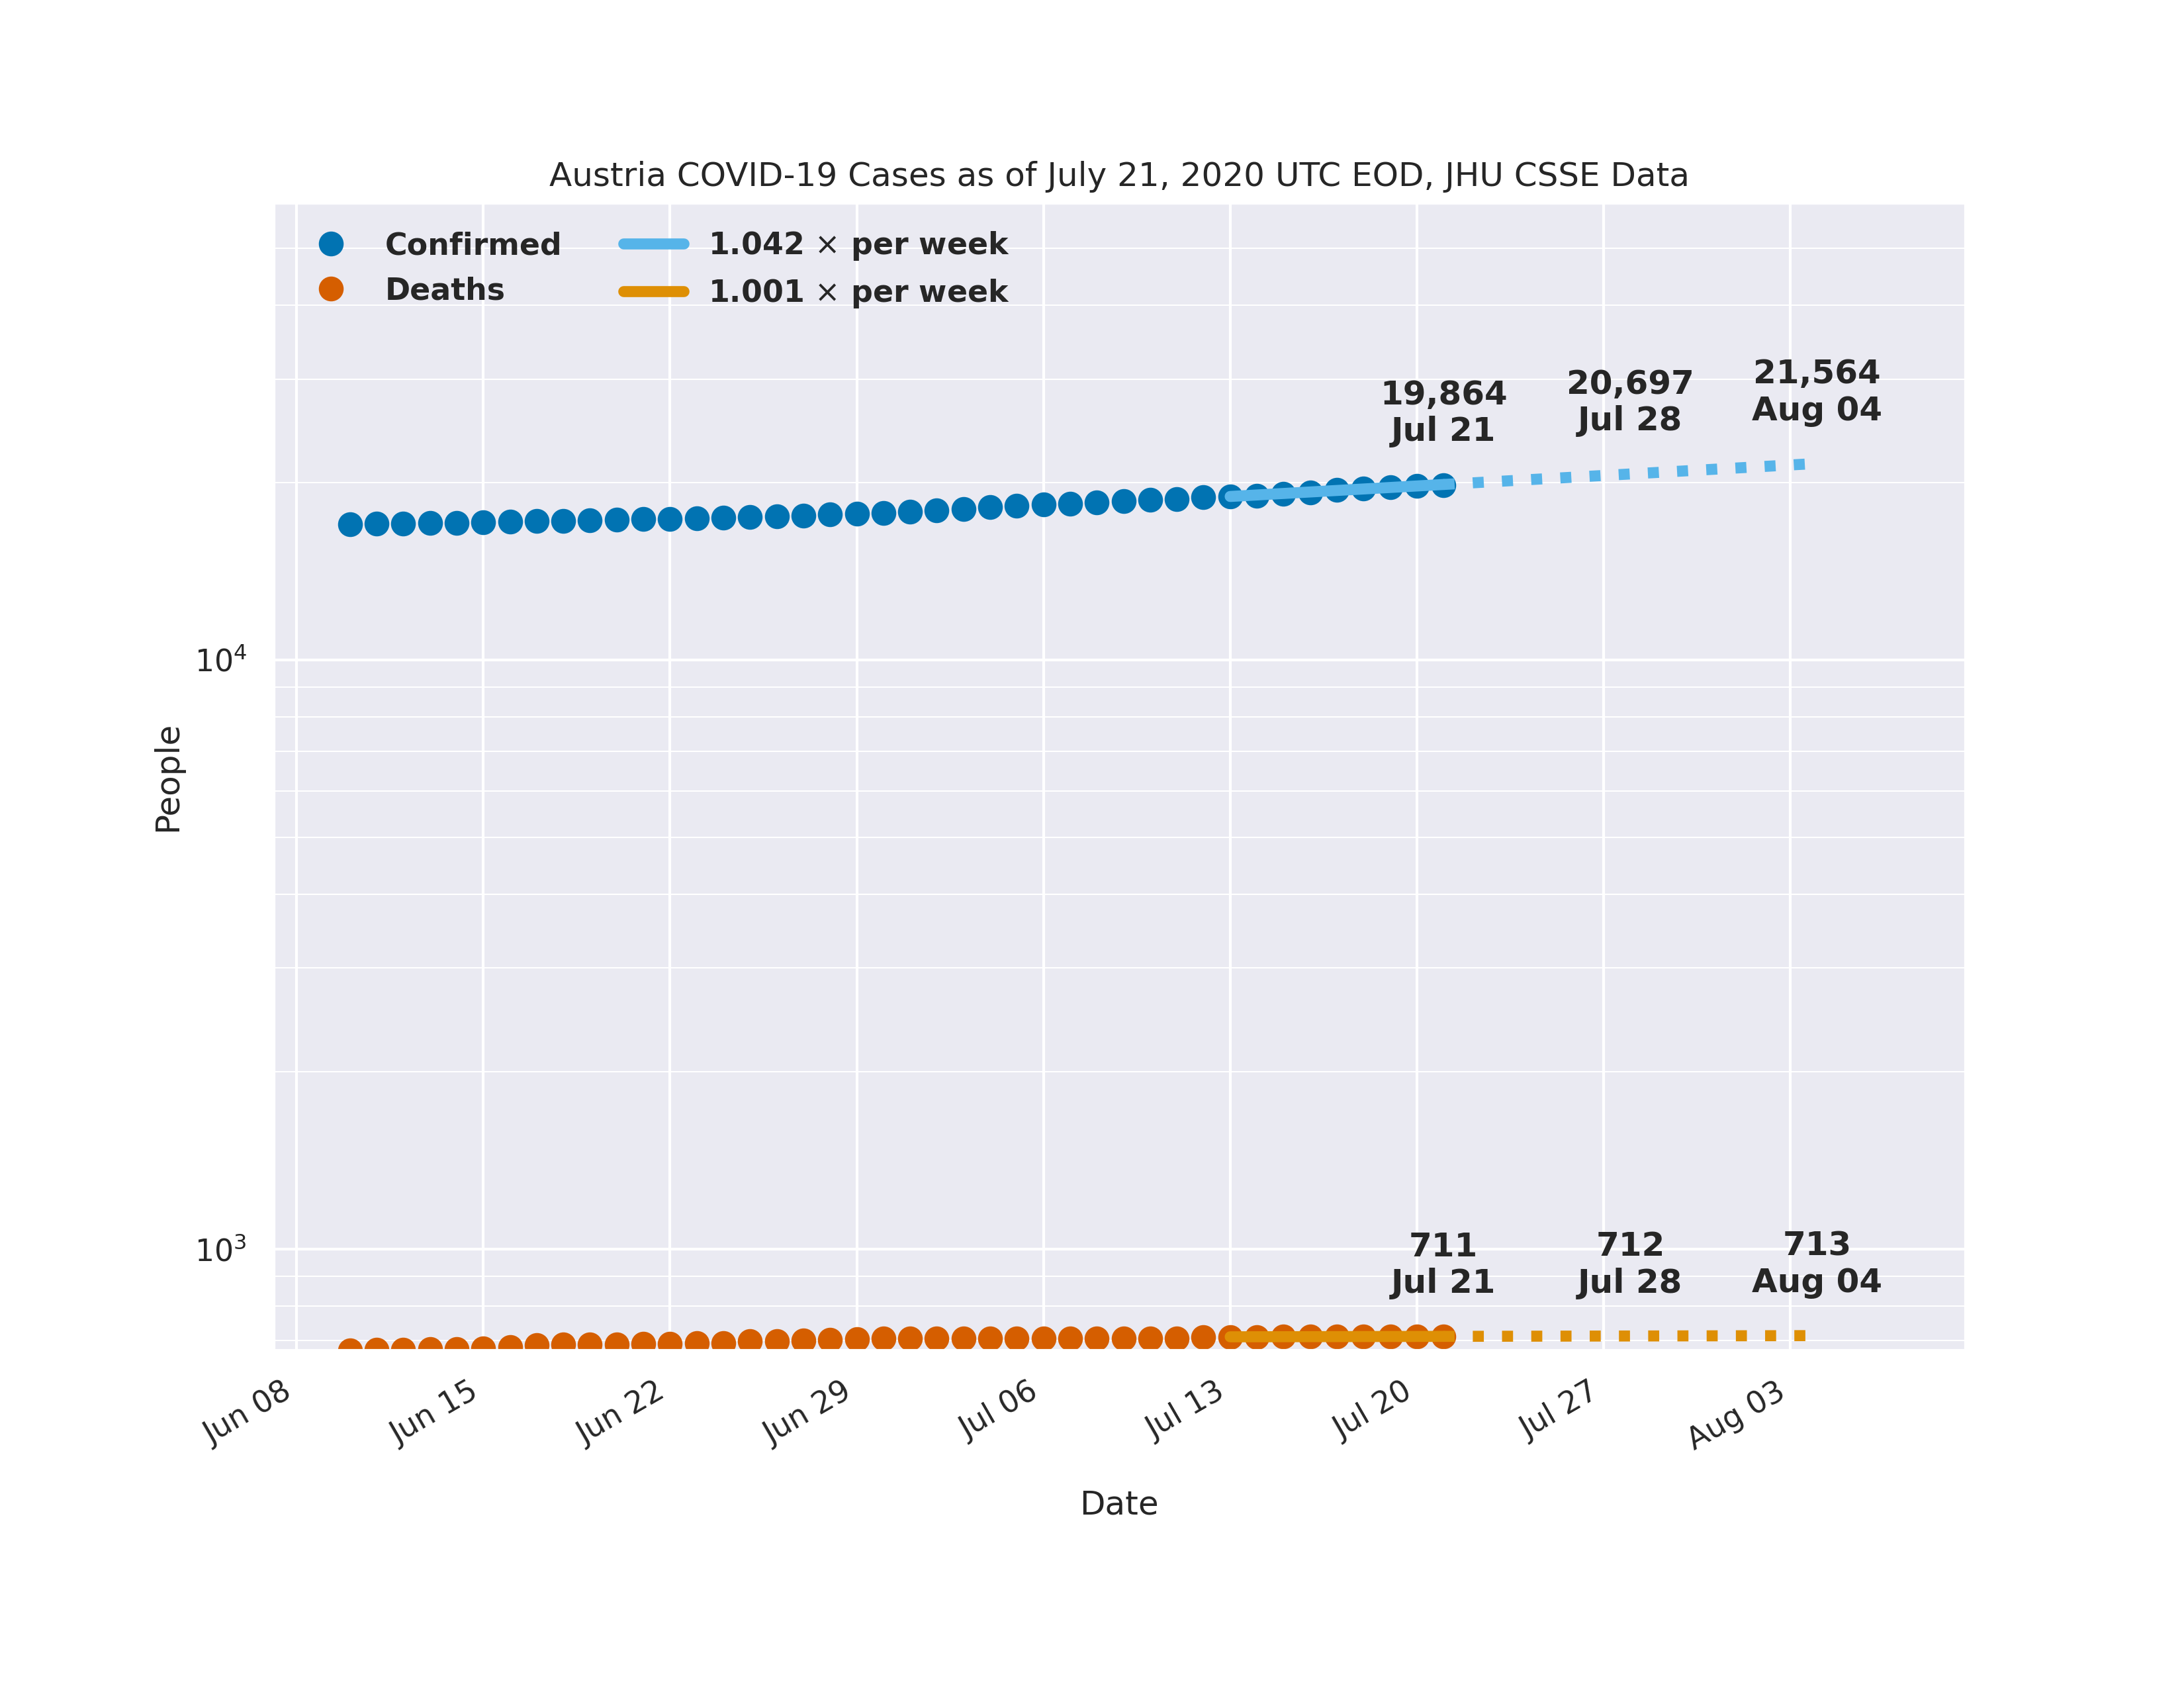 Austria COVID-19 Cases as of July 21, 2020 UTC EOD, JHU CSSE Data
Confirmed
Deaths
1.042 × per week
1.001 × per week
19,864
Jul 21
20,697
Jul 28
21,564
Aug 04
10⁴
People
10³
711
Jul 21
712
Jul 28
713
Aug 04
Jun 08
Jun 15
Jun 22
Jun 29
Jul 06
Jul 13
Jul 20
Jul 27
Aug 03
Date